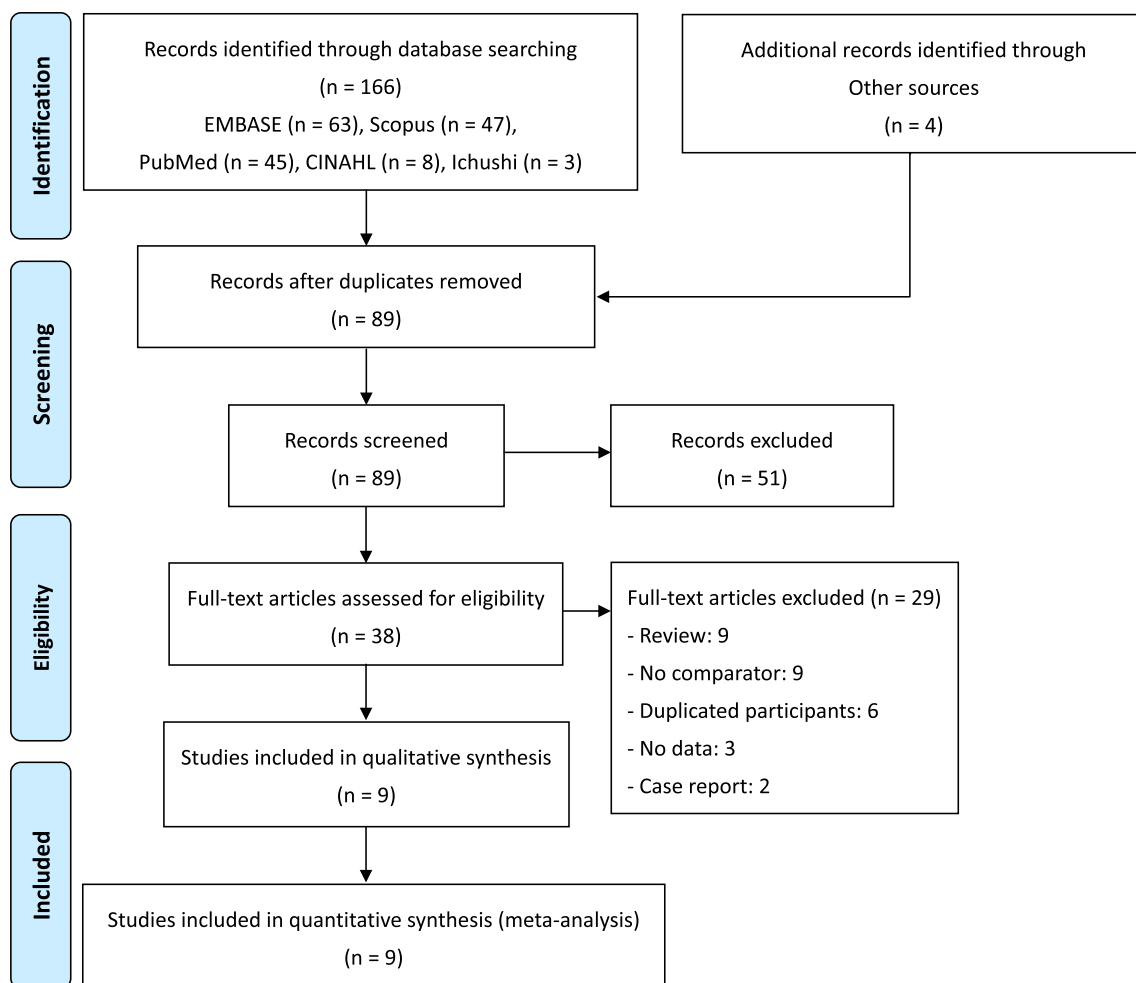 Identification
Records identified through database searching
(n = 166)
EMBASE (n = 63), Scopus (n = 47),
PubMed (n = 45), CINAHL (n = 8), Ichushi (n = 3)
Additional records identified through
Other sources
(n = 4)
Screening
Records after duplicates removed
(n = 89)
Records screened
(n = 89)
Records excluded
(n = 51)
Eligibility
Full-text articles assessed for eligibility
(n = 38)
Full-text articles excluded (n = 29)
- Review: 9
- No comparator: 9
- Duplicated participants: 6
- No data: 3
- Case report: 2
Studies included in qualitative synthesis
(n = 9)
Included
Studies included in quantitative synthesis (meta-analysis)
(n = 9)